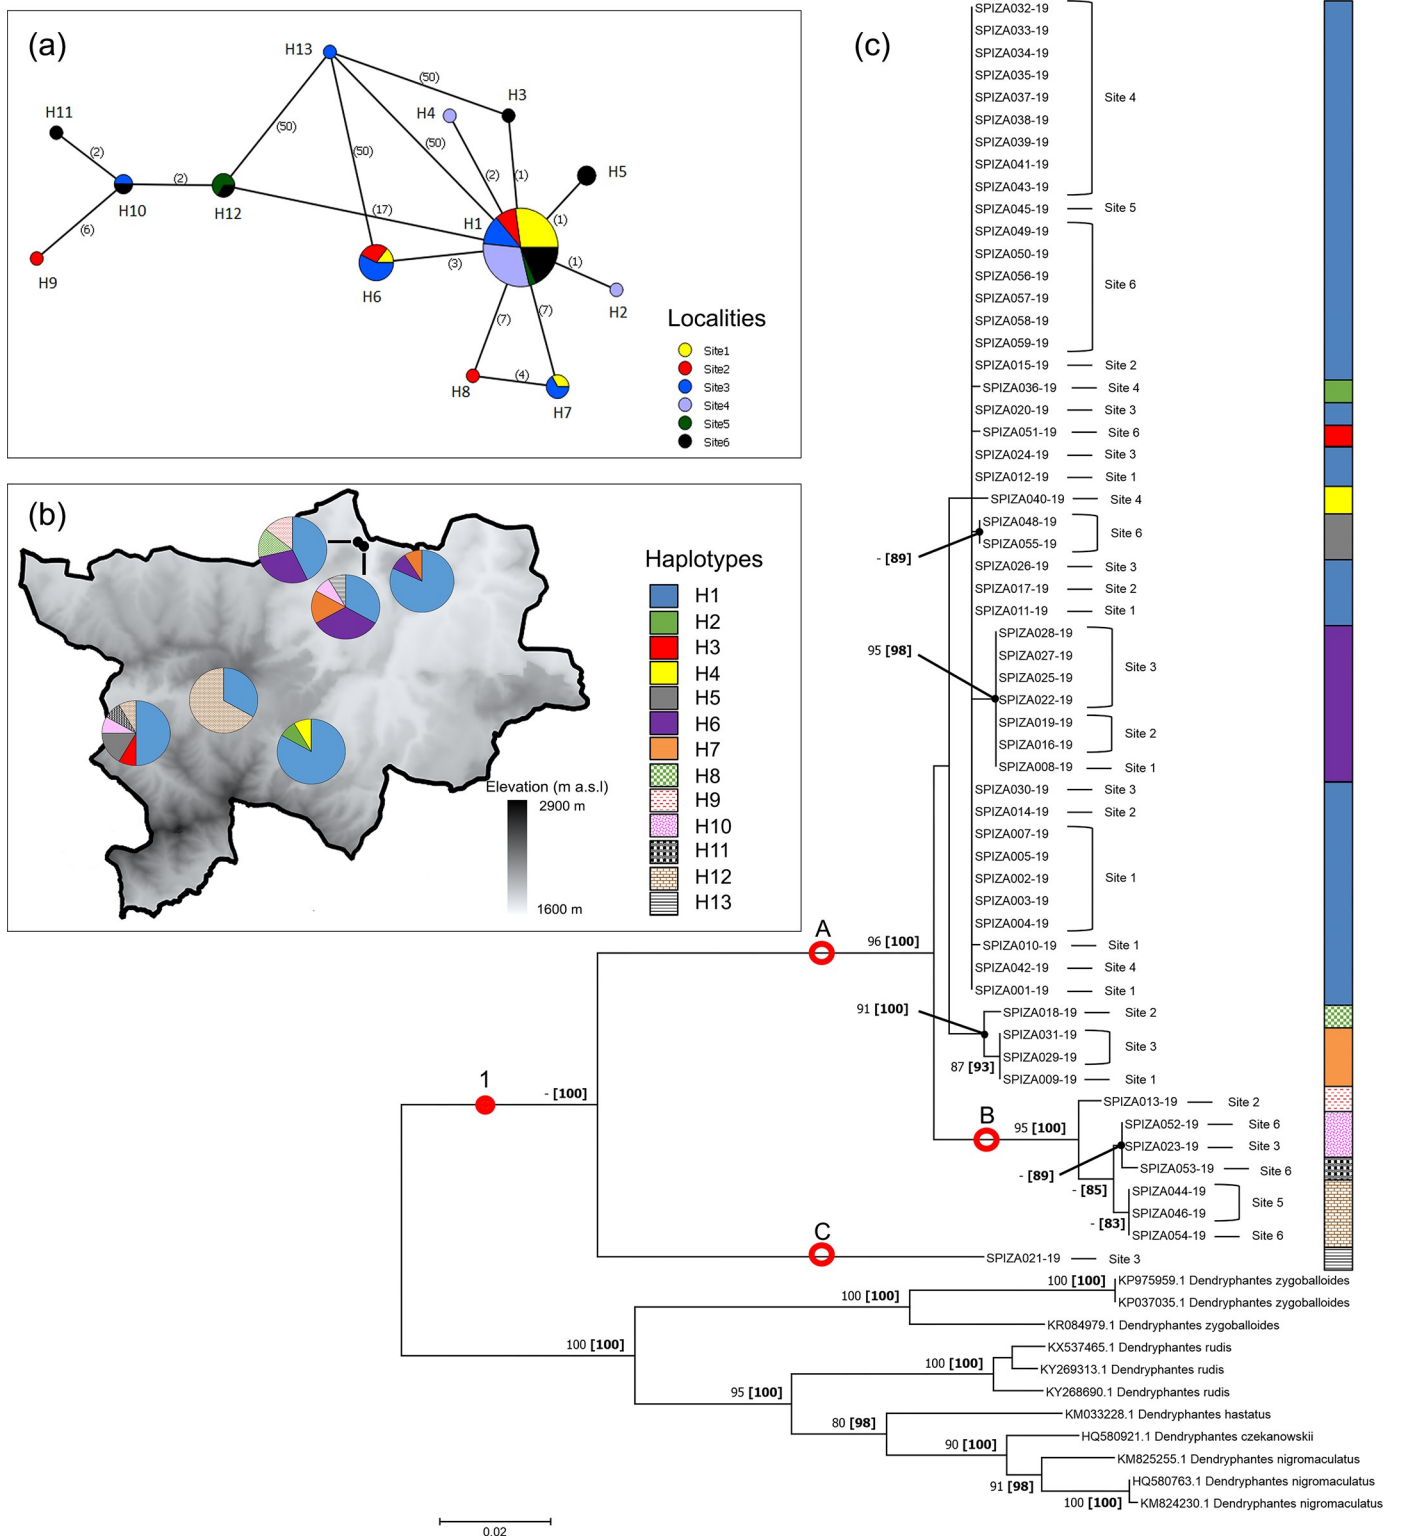 (a)
H13
(50)
H3
H4
H11
(50)
(50)
(50)
(2)
(2)
(1)
H5
(2)
H10
H12
(17)
H1
(1)
(6)
(3)
(1)
H9
H6
H2
(7)
(7)
H8
(4)
H7
Localities
Site1
Site2
Site3
Site4
Site5
Site6
(b)
Haplotypes
H1
H2
H3
H4
H5
H6
H7
H8
H9
H10
H11
H12
H13
Elevation (m a.s.l)
2900 m
1600 m
(c)
SPIZA032-19
SPIZA033-19
SPIZA034-19
SPIZA035-19
SPIZA037-19
Site 4
SPIZA038-19
SPIZA039-19
SPIZA041-19
SPIZA043-19
SPIZA045-19 Site 5
SPIZA049-19
SPIZA050-19
SPIZA056-19
Site 6
SPIZA057-19
SPIZA058-19
SPIZA059-19
SPIZA015-19 Site 2
SPIZA036-19 Site 4
SPIZA020-19 Site 3
SPIZA051-19 Site 6
SPIZA024-19 Site 3
SPIZA012-19 Site 1
SPIZA040-19 Site 4
SPIZA048-19
Site 6
SPIZA055-19
- [89]
SPIZA026-19 Site 3
SPIZA017-19 Site 2
SPIZA011-19 Site 1
SPIZA028-19
95 [98]
SPIZA027-19
Site 3
SPIZA025-19
SPIZA022-19
SPIZA019-19
Site 2
SPIZA016-19
SPIZA008-19 Site 1
SPIZA030-19 Site 3
SPIZA014-19 Site 2
SPIZA007-19
SPIZA005-19
SPIZA002-19 Site 1
SPIZA003-19
SPIZA004-19
A
96 [100]
SPIZA010-19 Site 1
SPIZA042-19 Site 4
SPIZA001-19 Site 1
91 [100]
SPIZA018-19 Site 2
SPIZA031-19
Site 3
SPIZA029-19
87 [93]
SPIZA009-19 Site 1
1
- [100]
B
95 [100]
SPIZA013-19 Site 2
SPIZA052-19 Site 6
SPIZA023-19 Site 3
- [89]
SPIZA053-19 Site 6
- [85]
SPIZA044-19
Site 5
SPIZA046-19
- [83]
SPIZA054-19 Site 6
C
SPIZA021-19 Site 3
100 [100]
KP975959.1 Dendryphantes zygoballoides
100 [100]
KP037035.1 Dendryphantes zygoballoides
KR084979.1 Dendryphantes zygoballoides
100 [100]
KX537465.1 Dendryphantes rudis
100 [100]
KY269313.1 Dendryphantes rudis
95 [100]
KY268690.1 Dendryphantes rudis
80 [98]
KM033228.1 Dendryphantes hastatus
90 [100]
HQ580921.1 Dendryphantes czekanowskii
KM825255.1 Dendryphantes nigromaculatus
91 [98]
HQ580763.1 Dendryphantes nigromaculatus
100 [100]
KM824230.1 Dendryphantes nigromaculatus
0.02